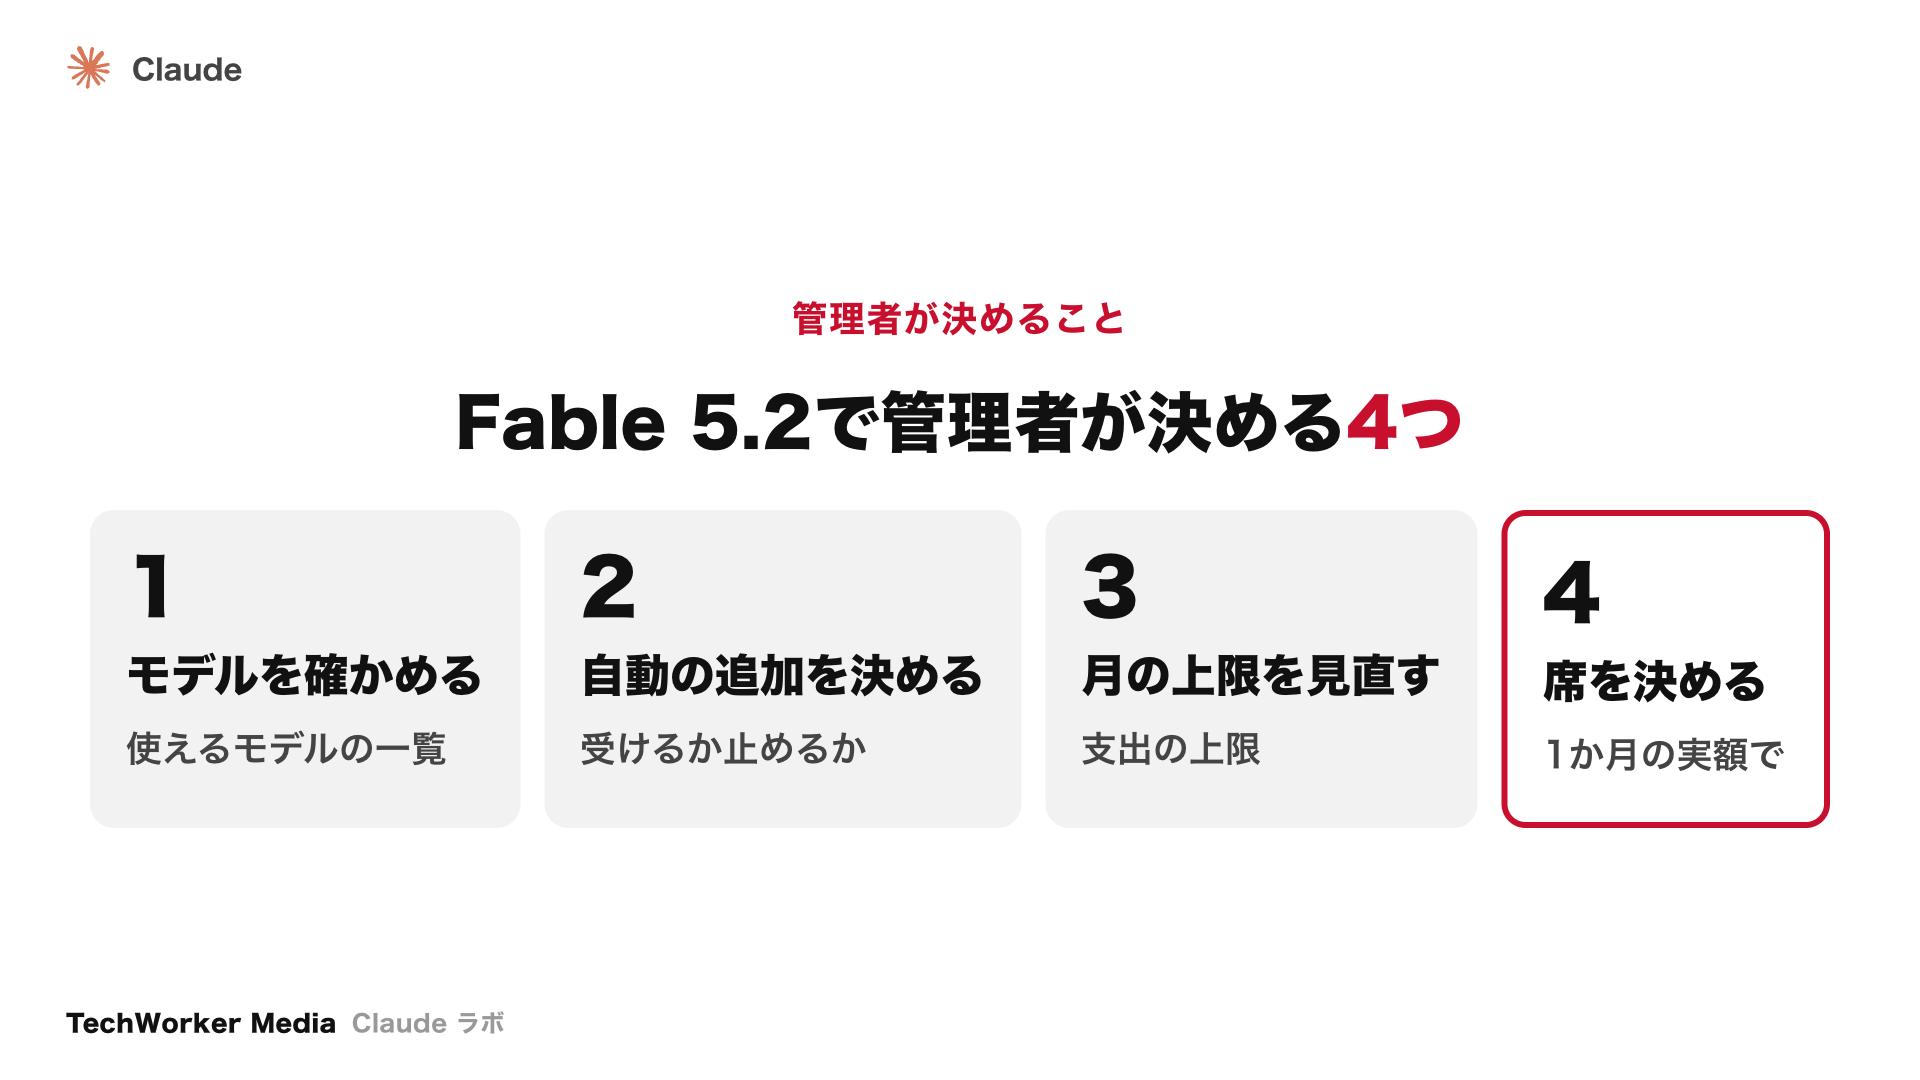 Claude
管理者が決めること
Fable 5.2で管理者が決める4つ
1
モデルを確かめる
使えるモデルの一覧
2
自動の追加を決める
受けるか止めるか
3
月の上限を見直す
支出の上限
4
席を決める
1か月の実額で
TechWorker Media Claude ラボ